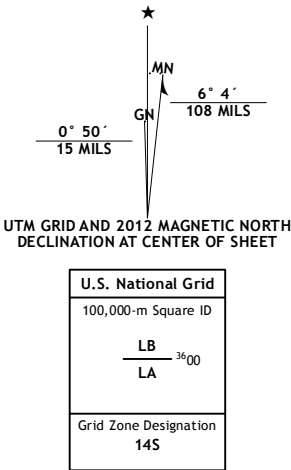 ★
MN
GN
6° 4´
108 MILS
0° 50´
15 MILS
UTM GRID AND 2012 MAGNETIC NORTH
DECLINATION AT CENTER OF SHEET
U.S. National Grid
100,000-m Square ID
LB
3600
LA
Grid Zone Designation
14S